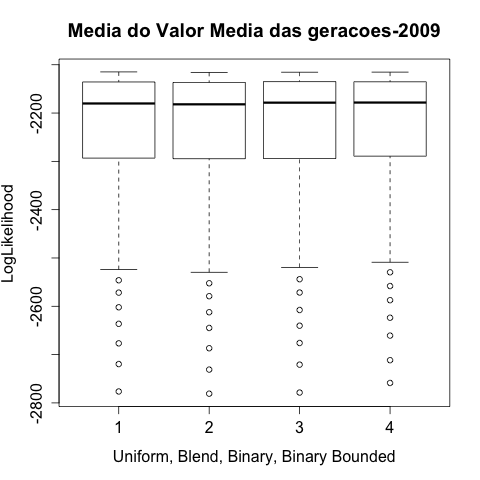 Media do Valor Media das geracoes-2009
LogLikelihood
-2200
-2400
-2600
-2800
1 2 3 4
Uniform, Blend, Binary, Binary Bounded